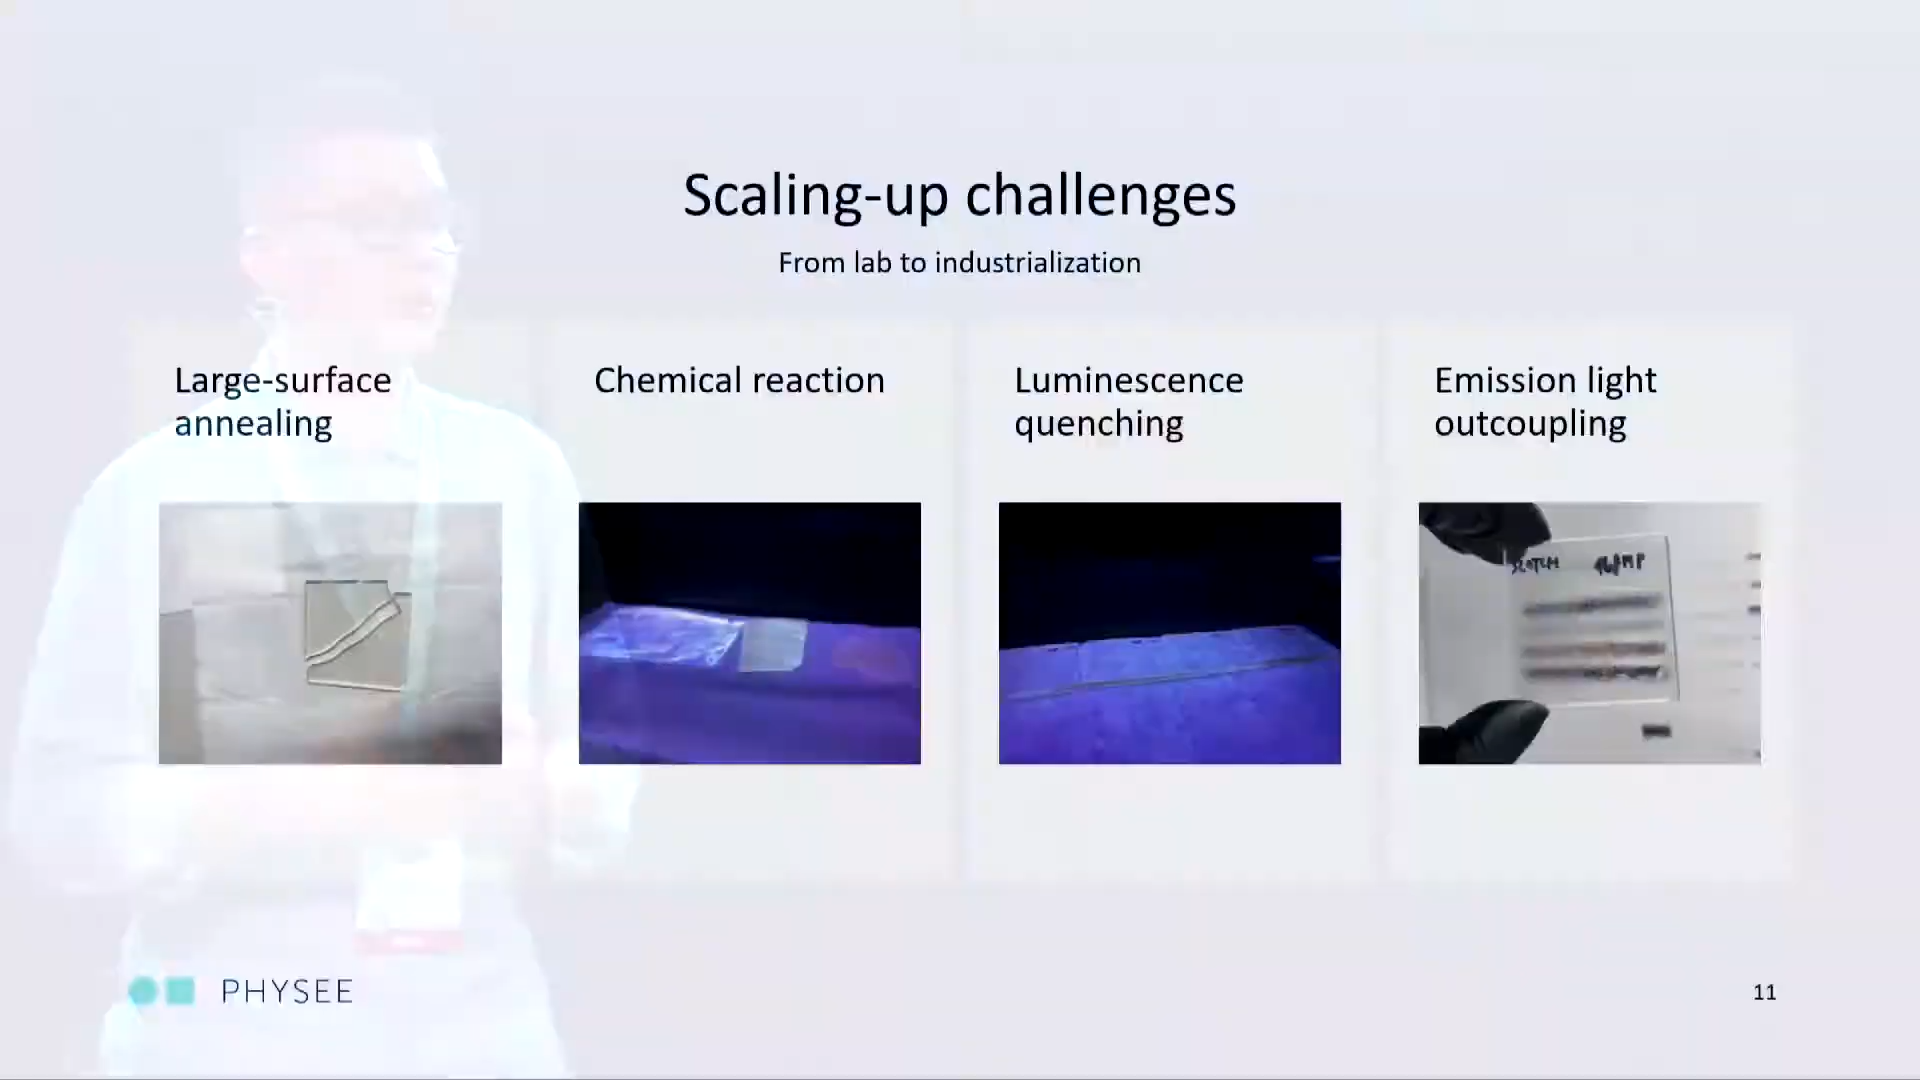 Scaling-up challenges
From lab to industrialization
Large-surface
annealing
Chemical reaction
Luminescence
quenching
Emission light
outcoupling
PHYSEE
11